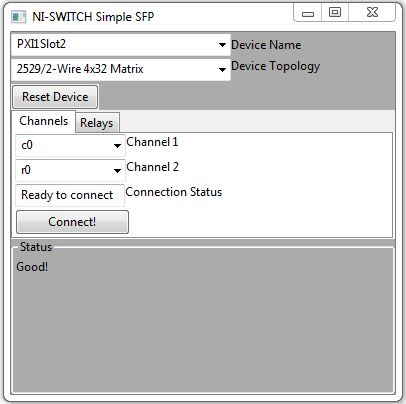 NI-SWITCH Simple SFP
PXI1Slot2 Device Name
2529/2-Wire 4x32 Matrix Device Topology
Reset Device
Channels Relays
c0 Channel 1
r0 Channel 2
Ready to connect Connection Status
Connect!
Status
Good!